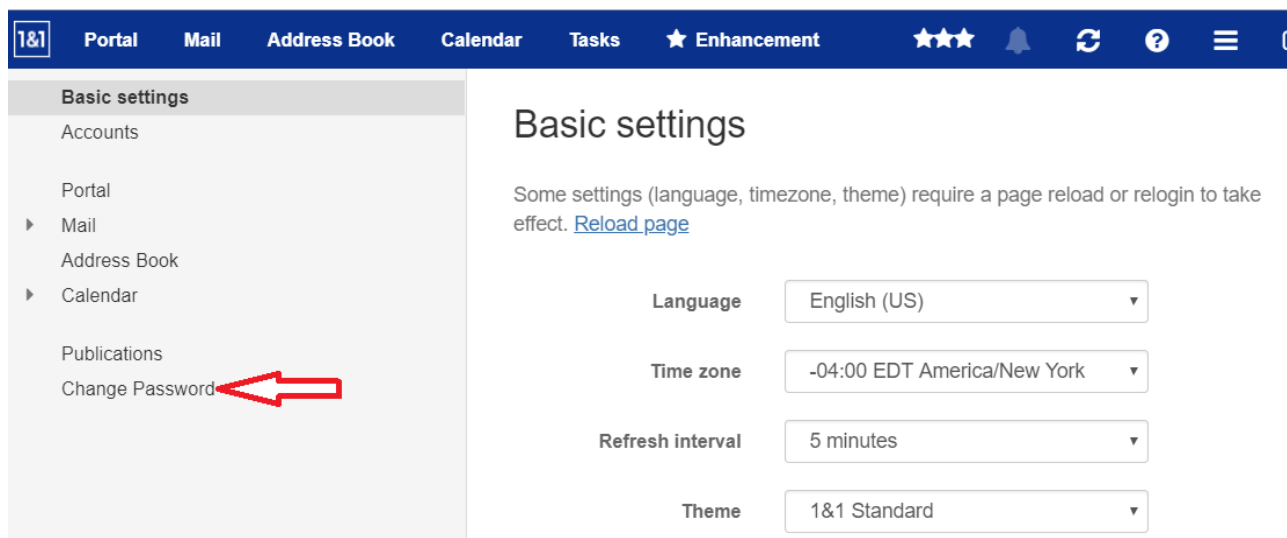 1&1 Portal Mail Address Book Calendar Tasks Enhancement
Basic settings
Accounts
Portal
Mail
Address Book
Calendar
Publications
Change Password
Basic settings
Some settings (language, timezone, theme) require a page reload or relogin to take
effect. Reload page
Language English (US)
Time zone -04:00 EDT America/New York
Refresh interval 5 minutes
Theme 1&1 Standard